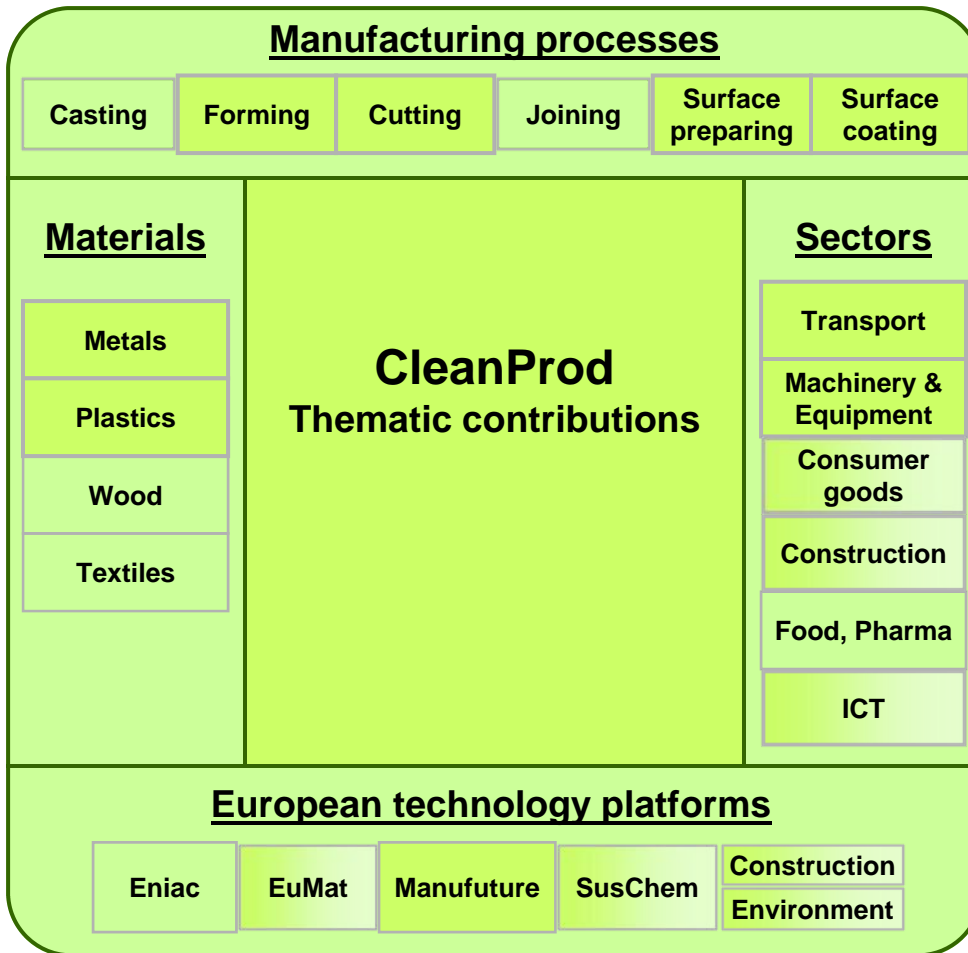 Manufacturing processes
Casting
Forming
Cutting
Joining
Surface
preparing
Surface
coating
Materials
Metals
Plastics
Wood
Textiles
CleanProd
Thematic contributions
Sectors
Transport
Machinery &
Equipment
Consumer
goods
Construction
Food, Pharma
ICT
European technology platforms
Eniac
EuMat
Manufuture
SusChem
Construction
Environment